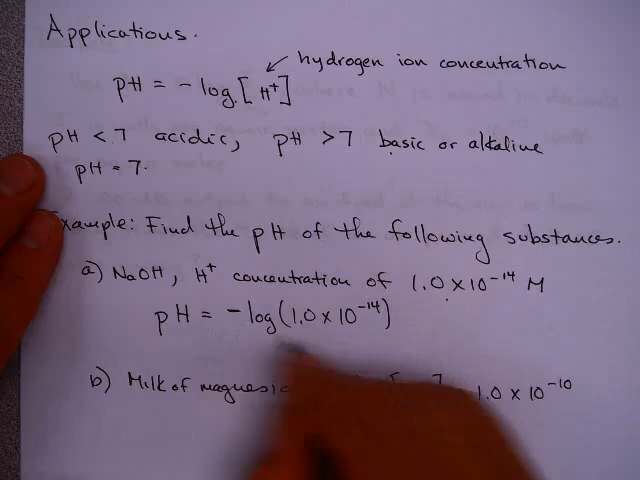 Applications.
hydrogen ion concentration
pH = - log [H⁺]
pH < 7 acidic, pH > 7 basic or alkaline
pH = 7.
Example: Find the pH of the following substances.
a) NaOH, H⁺ concentration of 1.0 × 10⁻¹⁴ M
pH = - log (1.0 × 10⁻¹⁴)
b) Milk of magnesia 1.0 × 10⁻¹⁰